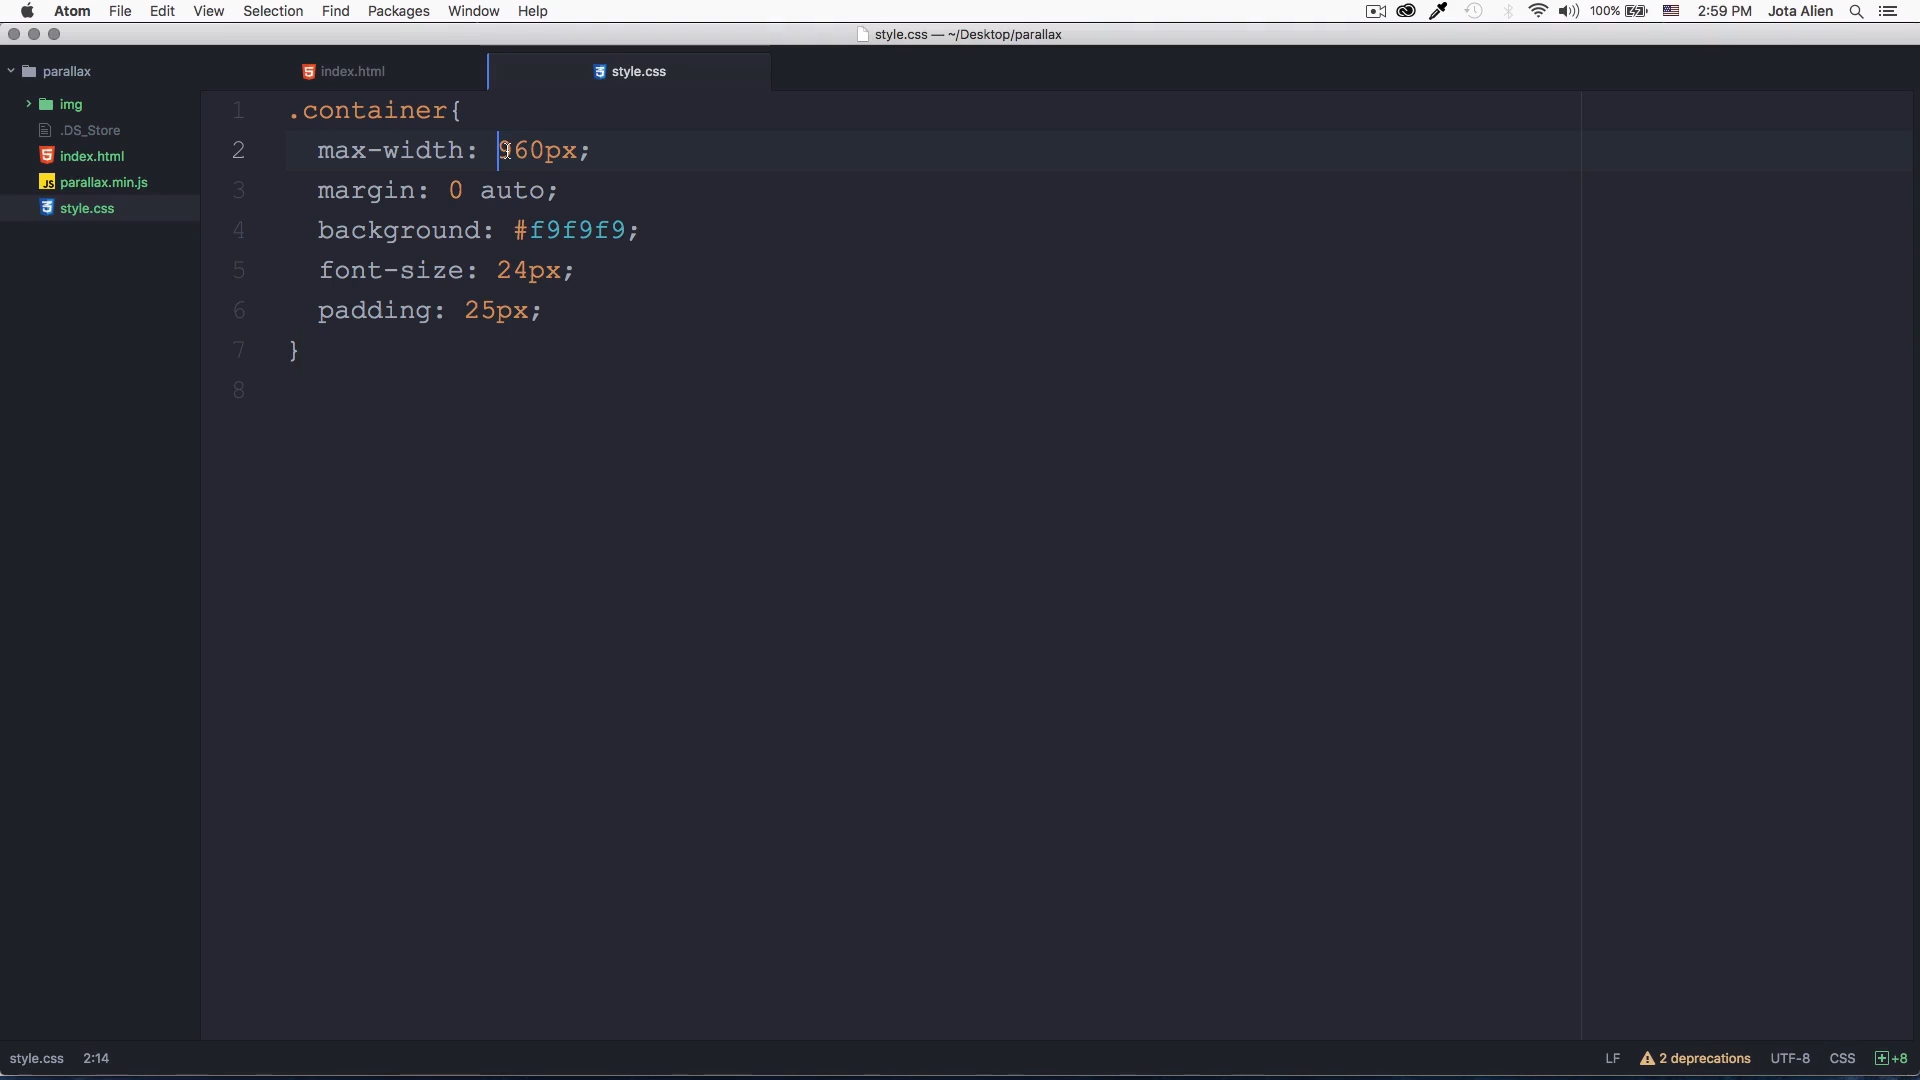 Atom File Edit View Selection Find Packages Window Help 100% 2:59 PM Jota Alien
style.css — ~/Desktop/parallax
parallax
img
.DS_Store
index.html
parallax.min.js
style.css
index.html style.css
1 .container{
2 max-width: 960px;
3 margin: 0 auto;
4 background: #f9f9f9;
5 font-size: 24px;
6 padding: 25px;
7 }
8
style.css 2:14 LF 2 deprecations UTF-8 CSS +8